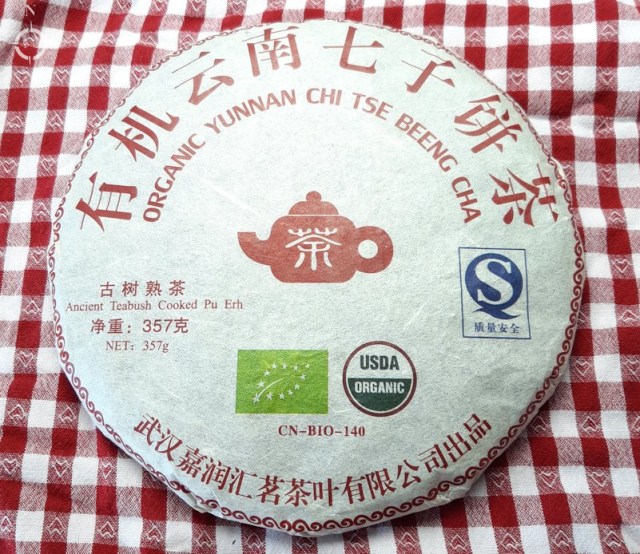 有机云南七子饼茶
ORGANIC YUNNAN CHI TSE BEENG CHA
茶
古树熟茶
Ancient Teabush Cooked Pu Erh
净重：357克
NET：357g
S
质量安全
USDA
ORGANIC
CN-BIO-140
武汉嘉润汇茗茶叶有限公司出品